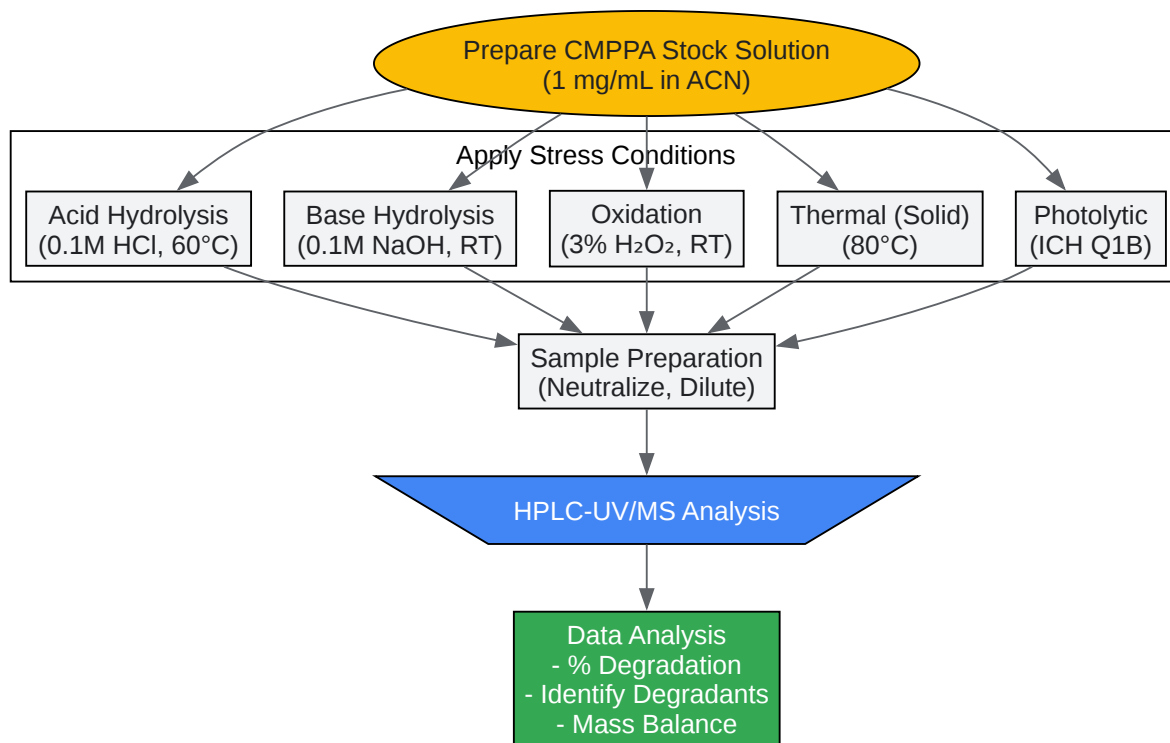 Prepare CMPPA Stock Solution
(1 mg/mL in ACN)
Apply Stress Conditions
Acid Hydrolysis
(0.1M HCl, 60°C)
Base Hydrolysis
(0.1M NaOH, RT)
Oxidation
(3% H₂O₂, RT)
Thermal (Solid)
(80°C)
Photolytic
(ICH Q1B)
Sample Preparation
(Neutralize, Dilute)
HPLC-UV/MS Analysis
Data Analysis
- % Degradation
- Identify Degradants
- Mass Balance